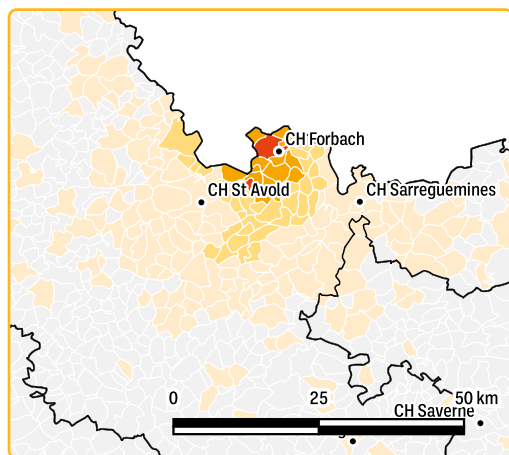 CH Forbach
CH St Avold
CH Sarreguemines
0 25 50 km
CH Saverne